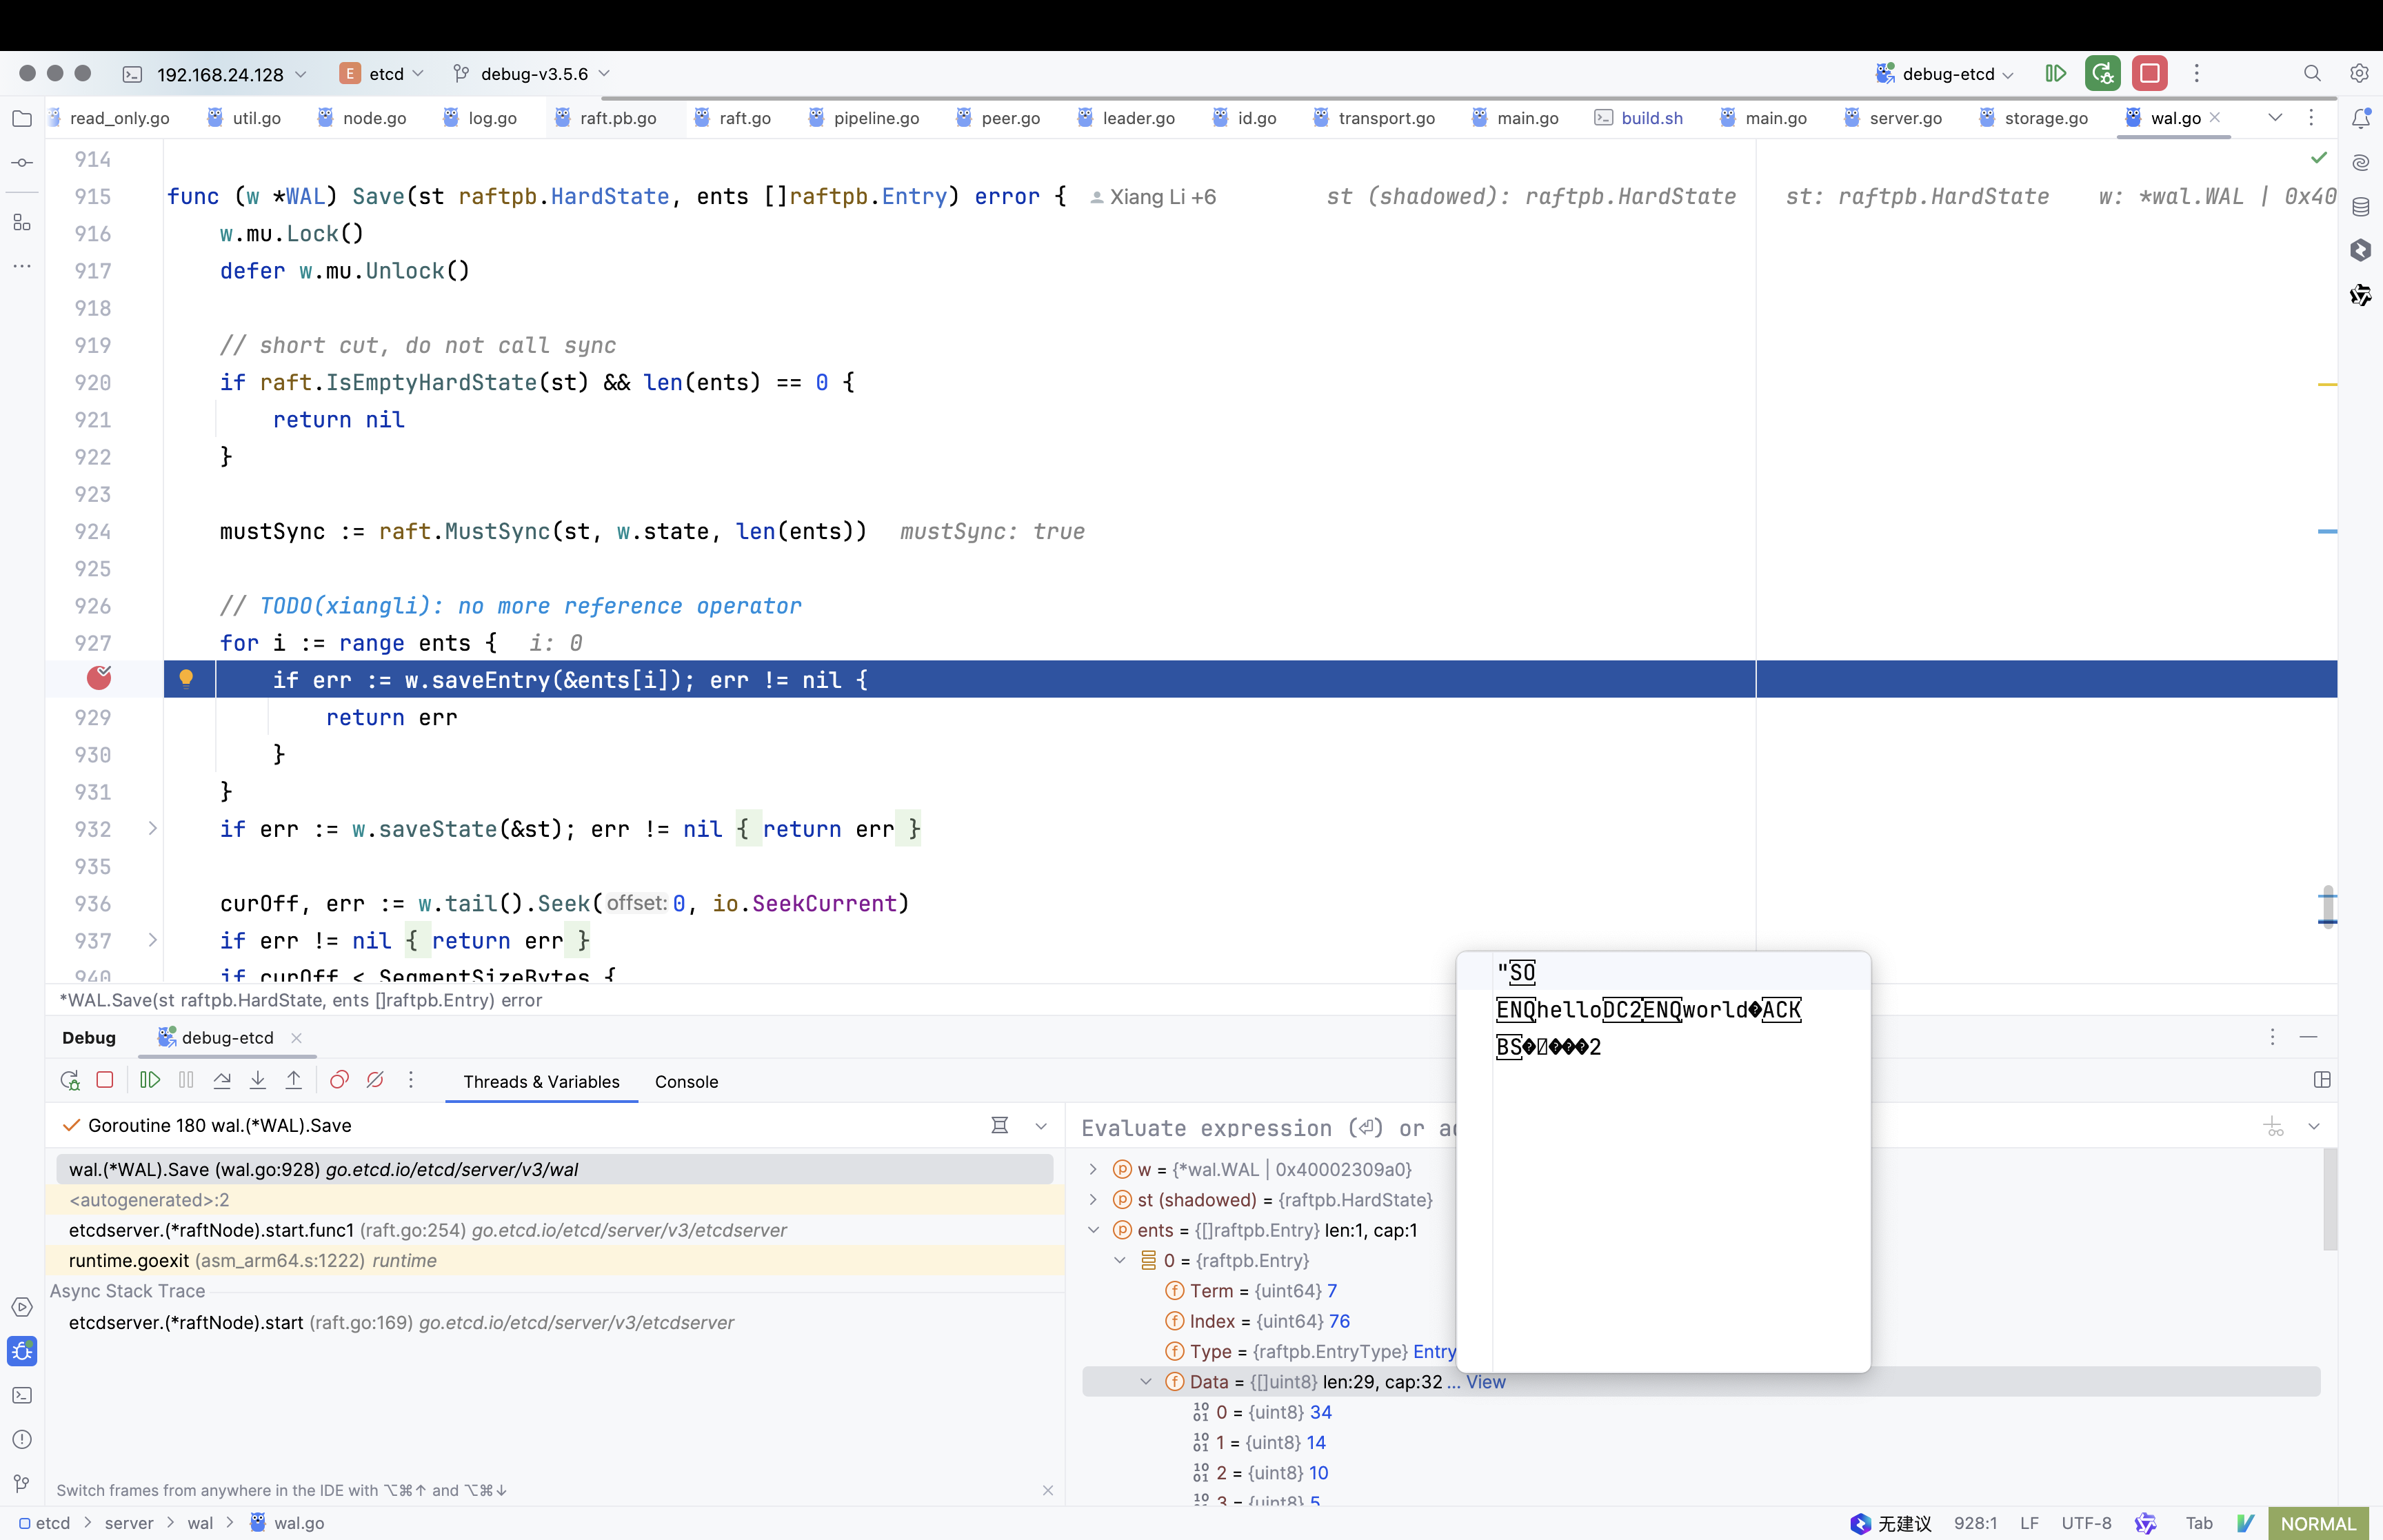 192.168.24.128 E etcd debug-v3.5.6 debug-etcd
read_only.go util.go node.go log.go raft.pb.go raft.go pipeline.go peer.go leader.go id.go transport.go main.go build.sh main.go server.go storage.go wal.go
914
915 func (w *WAL) Save(st raftpb.HardState, ents []raftpb.Entry) error { Xiang Li +6 st (shadowed): raftpb.HardState st: raftpb.HardState w: *wal.WAL | 0x40
916 w.mu.Lock()
917 defer w.mu.Unlock()
918
919 // short cut, do not call sync
920 if raft.IsEmptyHardState(st) && len(ents) == 0 {
921 return nil
922 }
923
924 mustSync := raft.MustSync(st, w.state, len(ents)) mustSync: true
925
926 // TODO(xiangli): no more reference operator
927 for i := range ents { i: 0
if err := w.saveEntry(&ents[i]); err != nil {
929 return err
930 }
931 }
932 if err := w.saveState(&st); err != nil { return err }
935
936 curOff, err := w.tail().Seek( offset: 0, io.SeekCurrent)
937 if err != nil { return err }
940 if curOff < SegmentSizeBytes {
*WAL.Save(st raftpb.HardState, ents []raftpb.Entry) error
"SO
ENQhelloDC2ENQworld�ACK
BS�▯���2
Debug debug-etcd
Threads & Variables Console
Goroutine 180 wal.(*WAL).Save
wal.(*WAL).Save (wal.go:928) go.etcd.io/etcd/server/v3/wal
<autogenerated>:2
etcdserver.(*raftNode).start.func1 (raft.go:254) go.etcd.io/etcd/server/v3/etcdserver
runtime.goexit (asm_arm64.s:1222) runtime
Async Stack Trace
etcdserver.(*raftNode).start (raft.go:169) go.etcd.io/etcd/server/v3/etcdserver
Switch frames from anywhere in the IDE with ⌥⌘↑ and ⌥⌘↓
Evaluate expression (⏎) or a
w = {*wal.WAL | 0x40002309a0}
st (shadowed) = {raftpb.HardState}
ents = {[]raftpb.Entry} len:1, cap:1
0 = {raftpb.Entry}
Term = {uint64} 7
Index = {uint64} 76
Type = {raftpb.EntryType} Entry
Data = {[]uint8} len:29, cap:32 ... View
0 = {uint8} 34
1 = {uint8} 14
2 = {uint8} 10
3 = {uint8} 5
etcd > server > wal > wal.go
无建议 928:1 LF UTF-8 Tab NORMAL